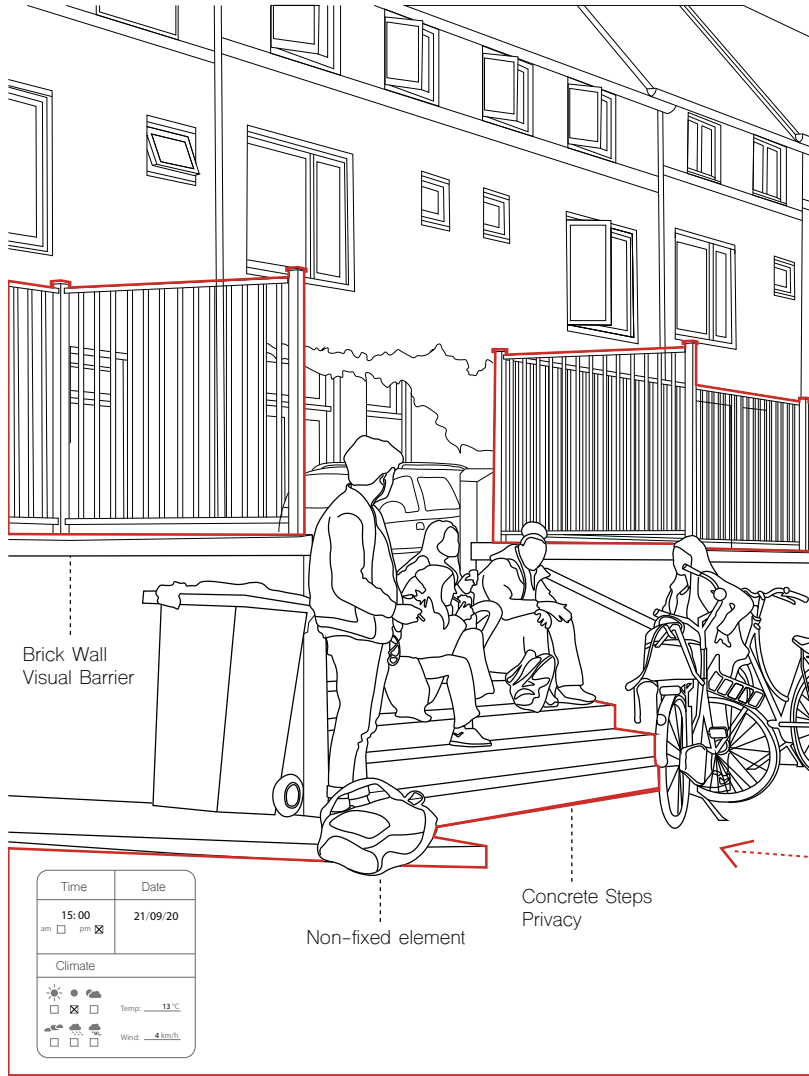 Brick Wall
Visual Barrier
Concrete Steps
Privacy
Non-fixed element
Time
Date
15:00
21/09/20
am
pm
Climate
Temp: 13 °C
Wind: 4 km/h